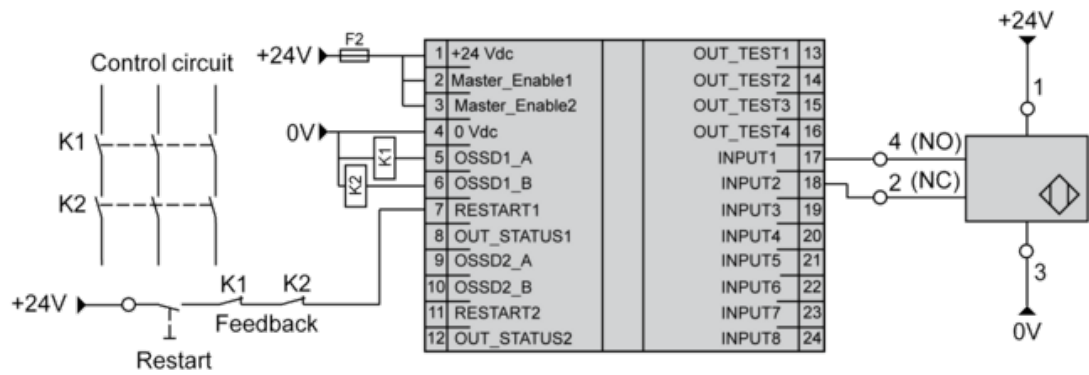 Control circuit
K1
K2
+24V
F2
0V
K1
K2
1 +24 Vdc
2 Master_Enable1
3 Master_Enable2
4 0 Vdc
5 OSSD1_A
6 OSSD1_B
7 RESTART1
8 OUT_STATUS1
9 OSSD2_A
10 OSSD2_B
11 RESTART2
12 OUT_STATUS2
OUT_TEST1 13
OUT_TEST2 14
OUT_TEST3 15
OUT_TEST4 16
INPUT1 17
INPUT2 18
INPUT3 19
INPUT4 20
INPUT5 21
INPUT6 22
INPUT7 23
INPUT8 24
+24V
1
4 (NO)
2 (NC)
3
0V
+24V
K1
K2
Feedback
Restart